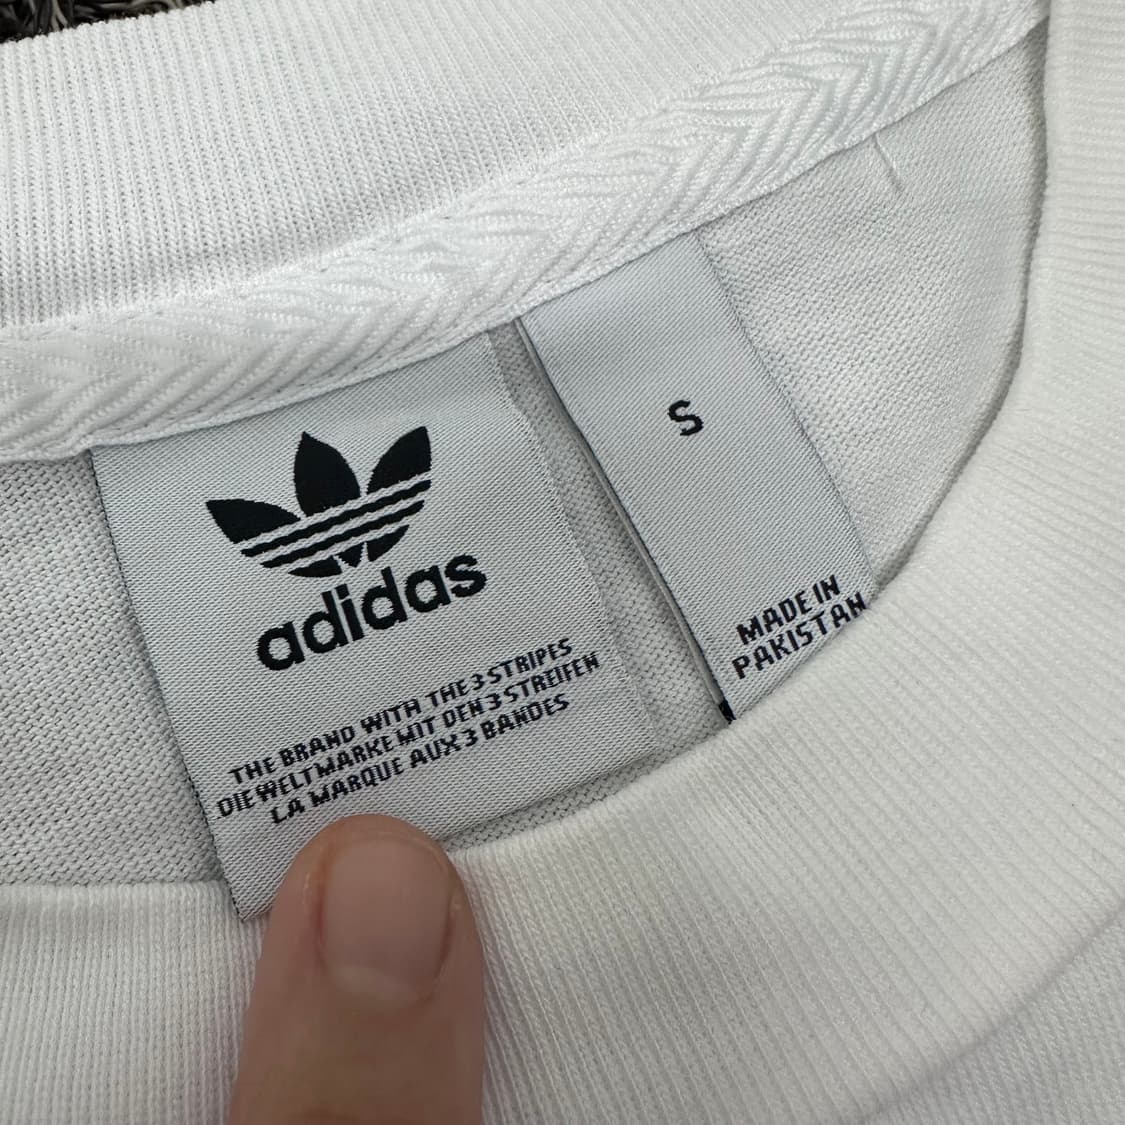 adidas
THE BRAND WITH THE 3 STRIPES
DIE WELTMARKE MIT DEN 3 STREIFEN
LA MARQUE AUX 3 BANDES
S
MADE IN
PAKISTAN